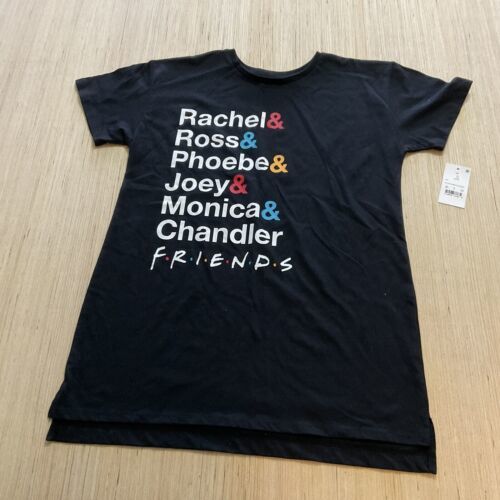 Rachel&
Ross&
Phoebe&
Joey&
Monica&
Chandler
F·R·I·E·N·D·S